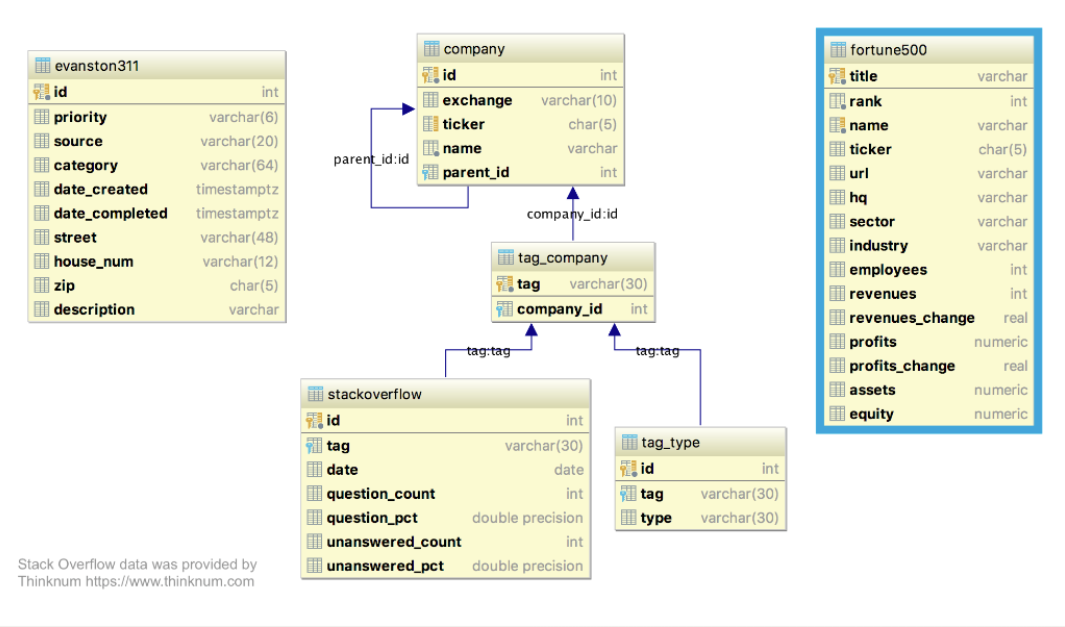 evanston311
id int
priority varchar(6)
source varchar(20)
category varchar(64)
date_created timestamptz
date_completed timestamptz
street varchar(48)
house_num varchar(12)
zip char(5)
description varchar
company
id int
exchange varchar(10)
ticker char(5)
name varchar
parent_id int
parent_id:id
company_id:id
tag_company
tag varchar(30)
company_id int
tag:tag
tag:tag
stackoverflow
id int
tag varchar(30)
date date
question_count int
question_pct double precision
unanswered_count int
unanswered_pct double precision
tag_type
id int
tag varchar(30)
type varchar(30)
fortune500
title varchar
rank int
name varchar
ticker char(5)
url varchar
hq varchar
sector varchar
industry varchar
employees int
revenues int
revenues_change real
profits numeric
profits_change real
assets numeric
equity numeric
Stack Overflow data was provided by
Thinknum https://www.thinknum.com